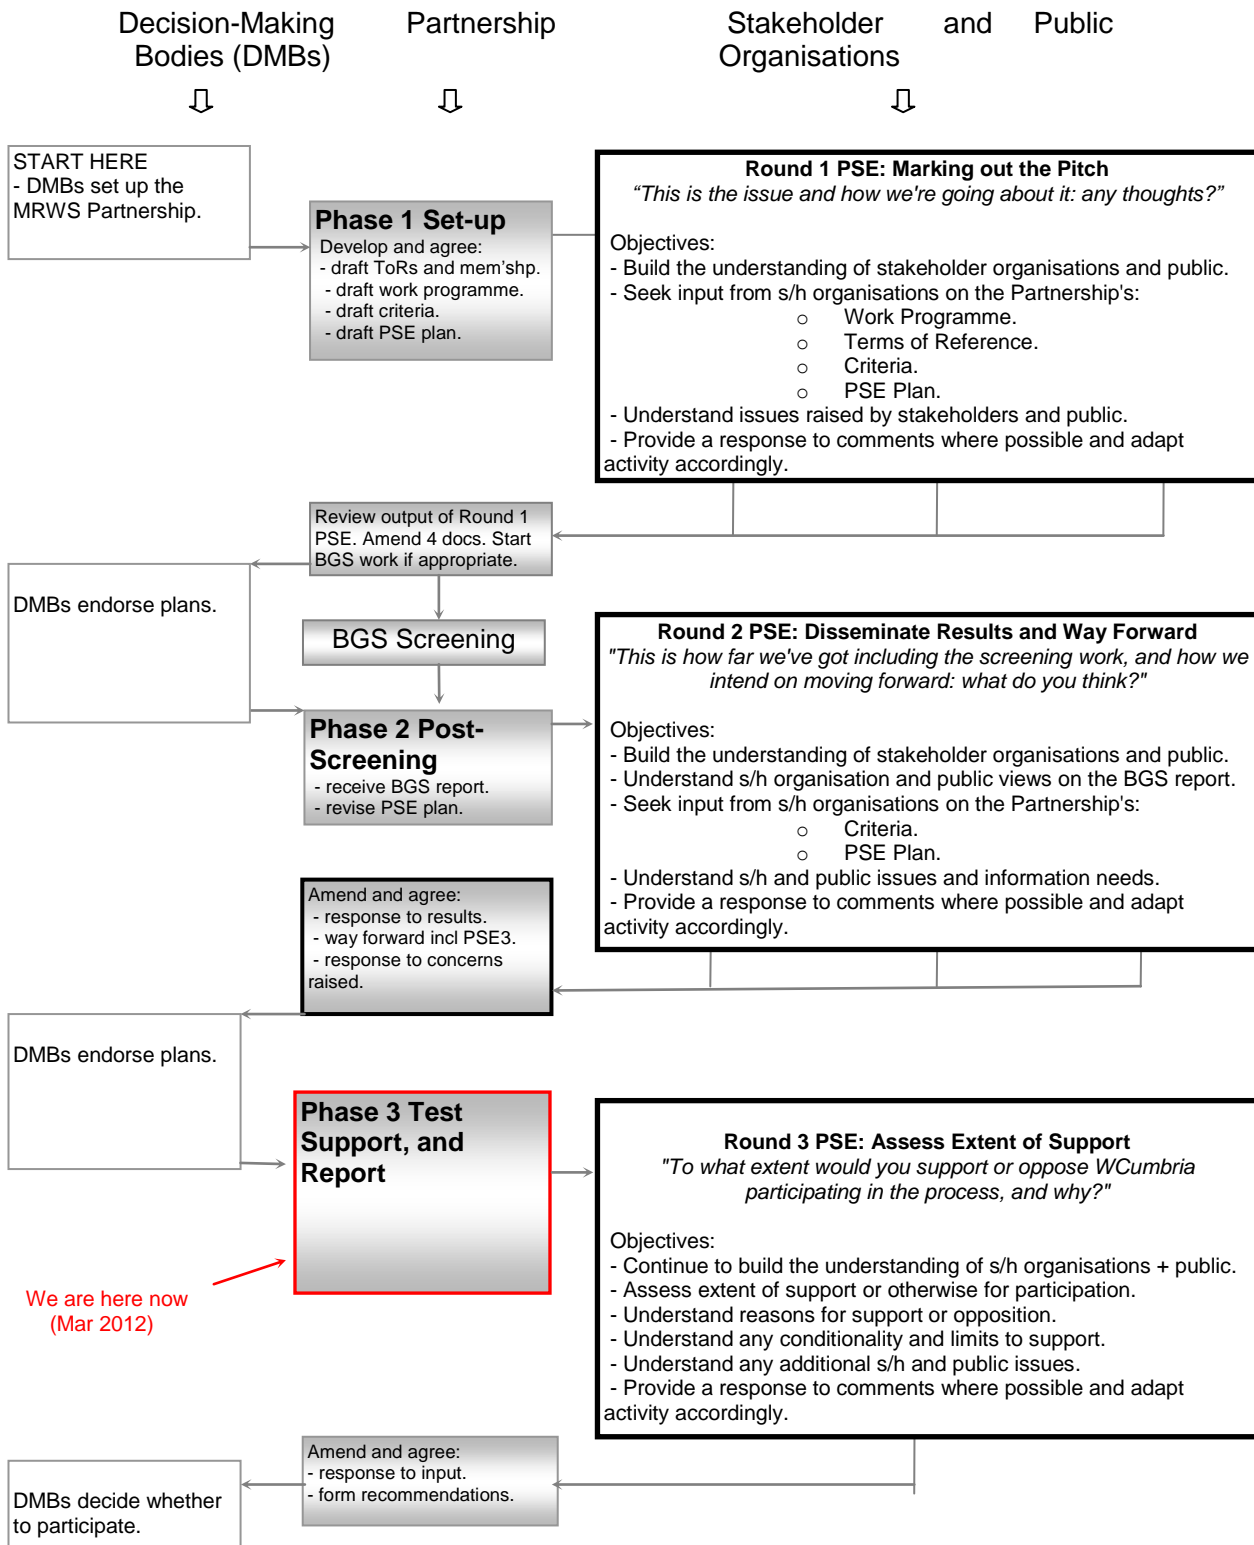 Decision-Making Bodies (DMBs)
Partnership
Stakeholder and Public
Organisations
START HERE
- DMBs set up the
MRWS Partnership.
Phase 1 Set-up
Develop and agree:
- draft ToRs and mem'shp.
- draft work programme.
- draft criteria.
- draft PSE plan.
Round 1 PSE: Marking out the Pitch
“This is the issue and how we're going about it: any thoughts?”
Objectives:
- Build the understanding of stakeholder organisations and public.
- Seek input from s/h organisations on the Partnership's:
o Work Programme.
o Terms of Reference.
o Criteria.
o PSE Plan.
- Understand issues raised by stakeholders and public.
- Provide a response to comments where possible and adapt
activity accordingly.
Review output of Round 1
PSE. Amend 4 docs. Start
BGS work if appropriate.
DMBs endorse plans.
BGS Screening
Phase 2 Post-
Screening
- receive BGS report.
- revise PSE plan.
Round 2 PSE: Disseminate Results and Way Forward
"This is how far we've got including the screening work, and how we
intend on moving forward: what do you think?"
Objectives:
- Build the understanding of stakeholder organisations and public.
- Understand s/h organisation and public views on the BGS report.
- Seek input from s/h organisations on the Partnership's:
o Criteria.
o PSE Plan.
- Understand s/h and public issues and information needs.
- Provide a response to comments where possible and adapt
activity accordingly.
Amend and agree:
- response to results.
- way forward incl PSE3.
- response to concerns
raised.
DMBs endorse plans.
Phase 3 Test
Support, and
Report
We are here now
(Mar 2012)
Round 3 PSE: Assess Extent of Support
"To what extent would you support or oppose WCumbria
participating in the process, and why?"
Objectives:
- Continue to build the understanding of s/h organisations + public.
- Assess extent of support or otherwise for participation.
- Understand reasons for support or opposition.
- Understand any conditionality and limits to support.
- Understand any additional s/h and public issues.
- Provide a response to comments where possible and adapt
activity accordingly.
Amend and agree:
- response to input.
- form recommendations.
DMBs decide whether
to participate.